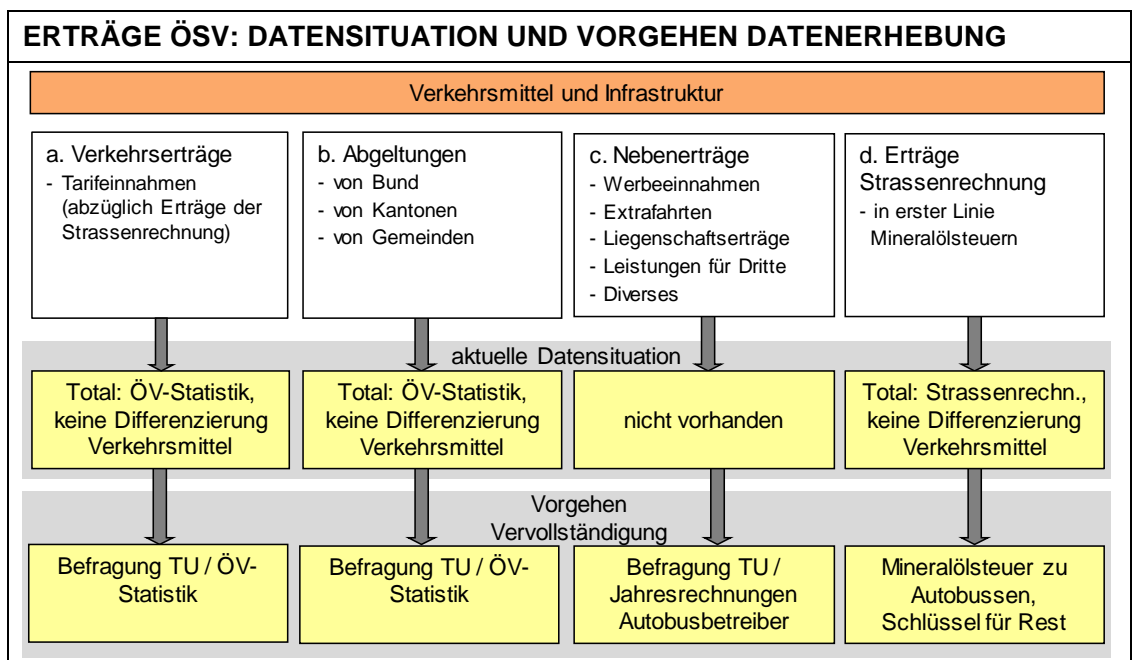 ERTRÄGE ÖSV: DATENSITUATION UND VORGEHEN DATENERHEBUNG
Verkehrsmittel und Infrastruktur
a. Verkehrserträge
- Tarifeinnahmen
(abzüglich Erträge der
Strassenrechnung)
b. Abgeltungen
- von Bund
- von Kantonen
- von Gemeinden
c. Nebenerträge
- Werbeeinnahmen
- Extrafahrten
- Liegenschaftserträge
- Leistungen für Dritte
- Diverses
d. Erträge
Strassenrechnung
- in erster Linie
Mineralölsteuern
aktuelle Datensituation
Total: ÖV-Statistik,
keine Differenzierung
Verkehrsmittel
Total: ÖV-Statistik,
keine Differenzierung
Verkehrsmittel
nicht vorhanden
Total: Strassenrechn.,
keine Differenzierung
Verkehrsmittel
Vorgehen
Vervollständigung
Befragung TU / ÖV-
Statistik
Befragung TU / ÖV-
Statistik
Befragung TU /
Jahresrechnungen
Autobusbetreiber
Mineralölsteuer zu
Autobussen,
Schlüssel für Rest